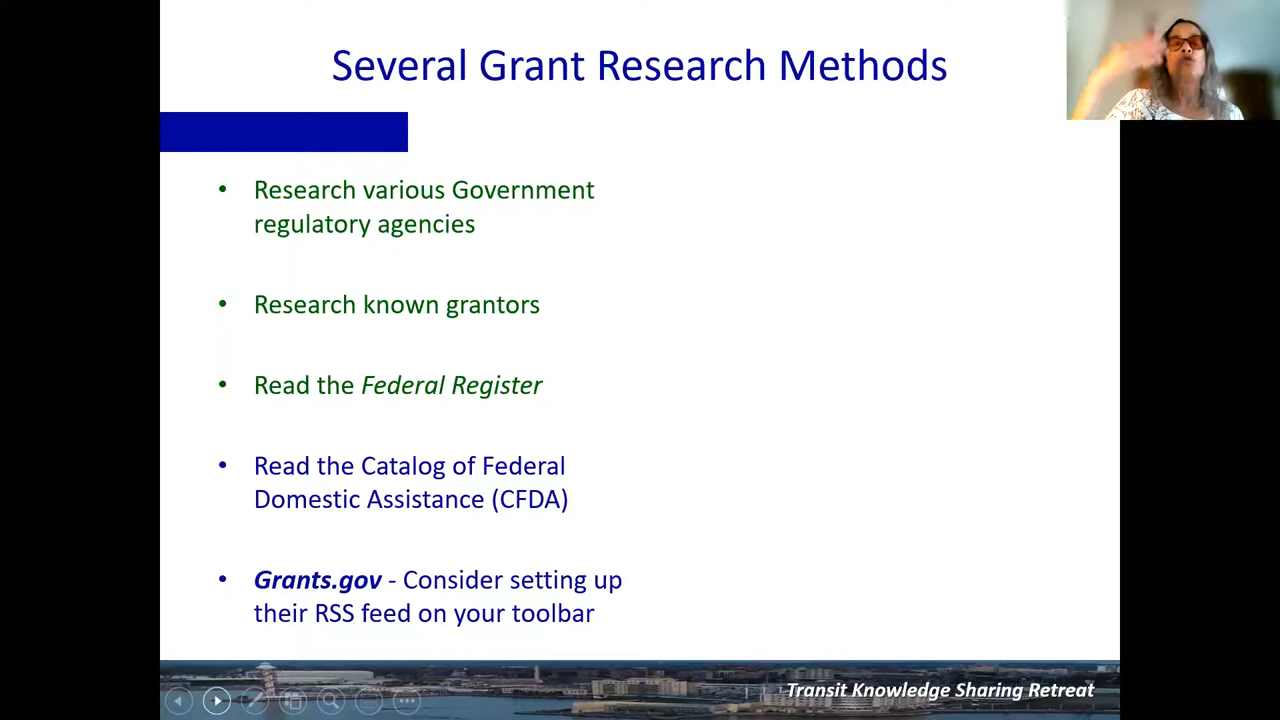 Several Grant Research Methods
• Research various Government
regulatory agencies
• Research known grantors
• Read the Federal Register
• Read the Catalog of Federal
Domestic Assistance (CFDA)
• Grants.gov - Consider setting up
their RSS feed on your toolbar
Transit Knowledge Sharing Retreat